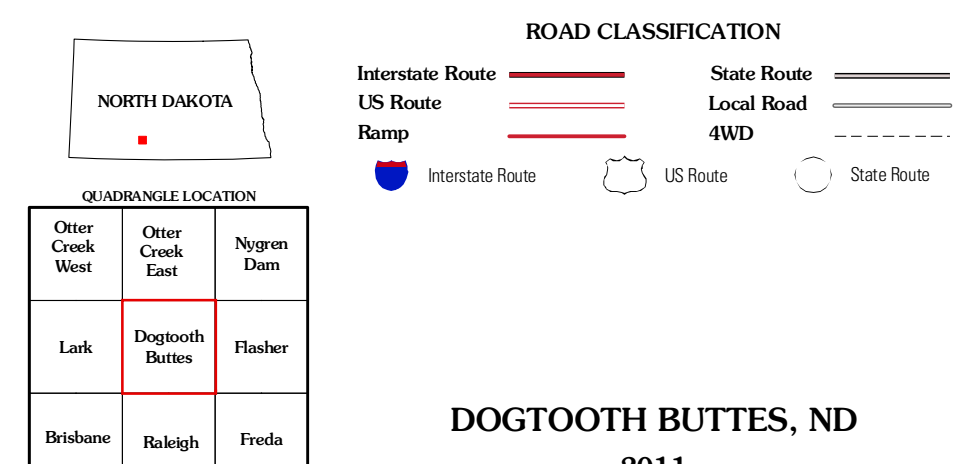 ROAD CLASSIFICATION
Interstate Route
State Route
US Route
Local Road
Ramp
4WD
Interstate Route
US Route
State Route
NORTH DAKOTA
QUADRANGLE LOCATION
Otter
Creek
West
Otter
Creek
East
Nygren
Dam
Lark
Dogtooth
Buttes
Flasher
Brisbane
Raleigh
Freda
DOGTOOTH BUTTES, ND
2011